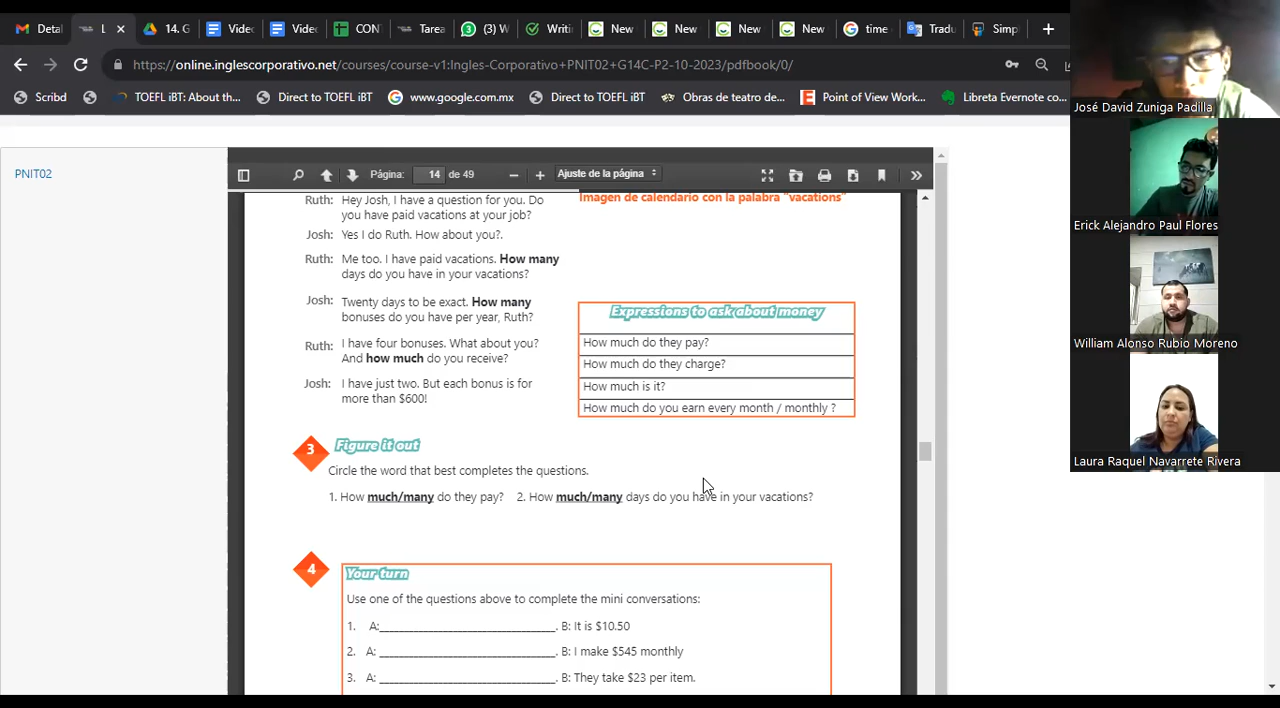 Detal
L
14. G
Videc
Videc
CON
Tarea
(3) W
Writi
New
New
New
New
time
Tradu
Simp
https://online.inglescorporativo.net/courses/course-v1:Ingles-Corporativo+PNIT02+G14C-P2-10-2023/pdfbook/0/
Scribd
TOEFL iBT: About th...
Direct to TOEFL iBT
www.google.com.mx
Direct to TOEFL iBT
Obras de teatro de...
Point of View Work...
Libreta Evernote co...
PNIT02
Página: 14 de 49
Ajuste de la página
Imagen de calendario con la palabra "vacations"
Ruth: Hey Josh, I have a question for you. Do
you have paid vacations at your job?
Josh: Yes I do Ruth. How about you?.
Ruth: Me too. I have paid vacations. How many
days do you have in your vacations?
Josh: Twenty days to be exact. How many
bonuses do you have per year, Ruth?
Ruth: I have four bonuses. What about you?
And how much do you receive?
Josh: I have just two. But each bonus is for
more than $600!
Expressions to ask about money
How much do they pay?
How much do they charge?
How much is it?
How much do you earn every month / monthly ?
3 Figure it out
Circle the word that best completes the questions.
1. How much/many do they pay? 2. How much/many days do you have in your vacations?
4 Your turn
Use one of the questions above to complete the mini conversations:
1. A:________________________________. B: It is $10.50
2. A: ________________________________. B: I make $545 monthly
3. A: ________________________________. B: They take $23 per item.
José David Zuniga Padilla
Erick Alejandro Paul Flores
William Alonso Rubio Moreno
Laura Raquel Navarrete Rivera